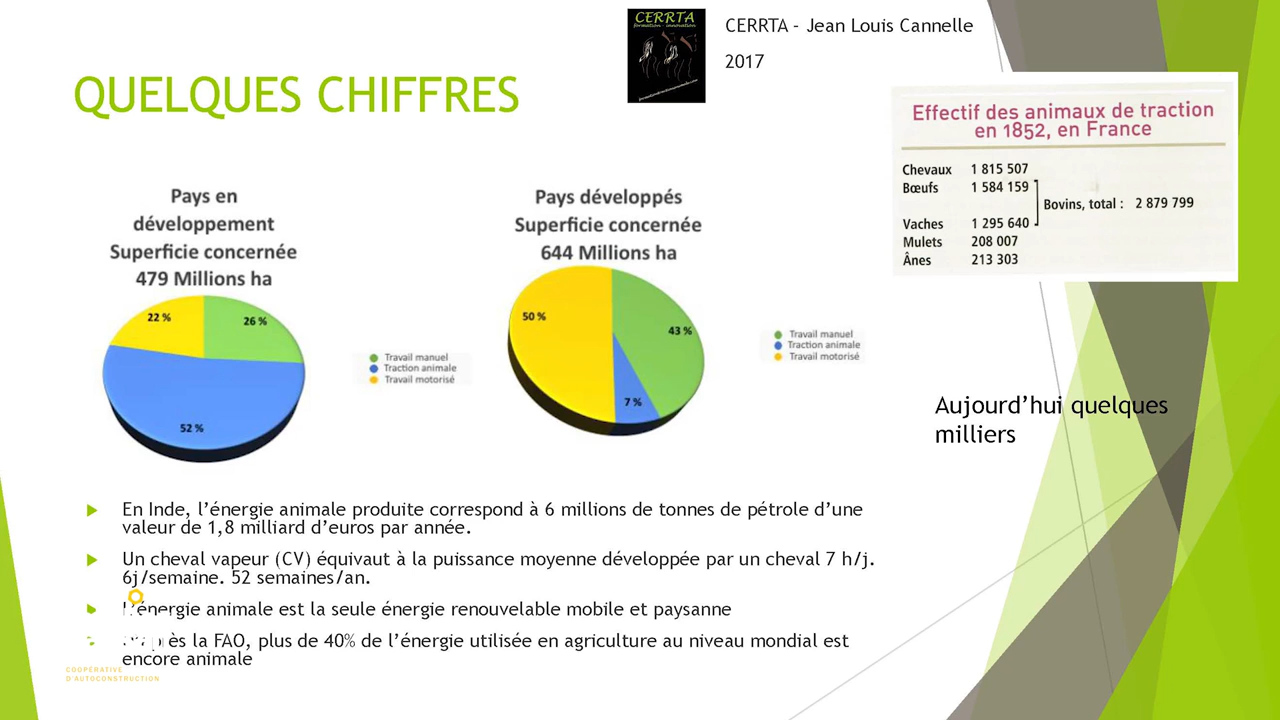 CERRTA
formation - innovation
CERRTA - Jean Louis Cannelle
2017
QUELQUES CHIFFRES
Effectif des animaux de traction
en 1852, en France
Chevaux 1 815 507
Bœufs 1 584 159
Bovins, total : 2 879 799
Vaches 1 295 640
Mulets 208 007
Ânes 213 303
Pays en
développement
Superficie concernée
479 Millions ha
22 %
26 %
52 %
Travail manuel
Traction animale
Travail motorisé
Pays développés
Superficie concernée
644 Millions ha
50 %
43 %
7 %
Travail manuel
Traction animale
Travail motorisé
Aujourd’hui quelques
milliers
En Inde, l’énergie animale produite correspond à 6 millions de tonnes de pétrole d’une
valeur de 1,8 milliard d’euros par année.
Un cheval vapeur (CV) équivaut à la puissance moyenne développée par un cheval 7 h/j.
6j/semaine. 52 semaines/an.
L’énergie animale est la seule énergie renouvelable mobile et paysanne
D’après la FAO, plus de 40% de l’énergie utilisée en agriculture au niveau mondial est
encore animale
COOPÉRATIVE
D’AUTOCONSTRUCTION